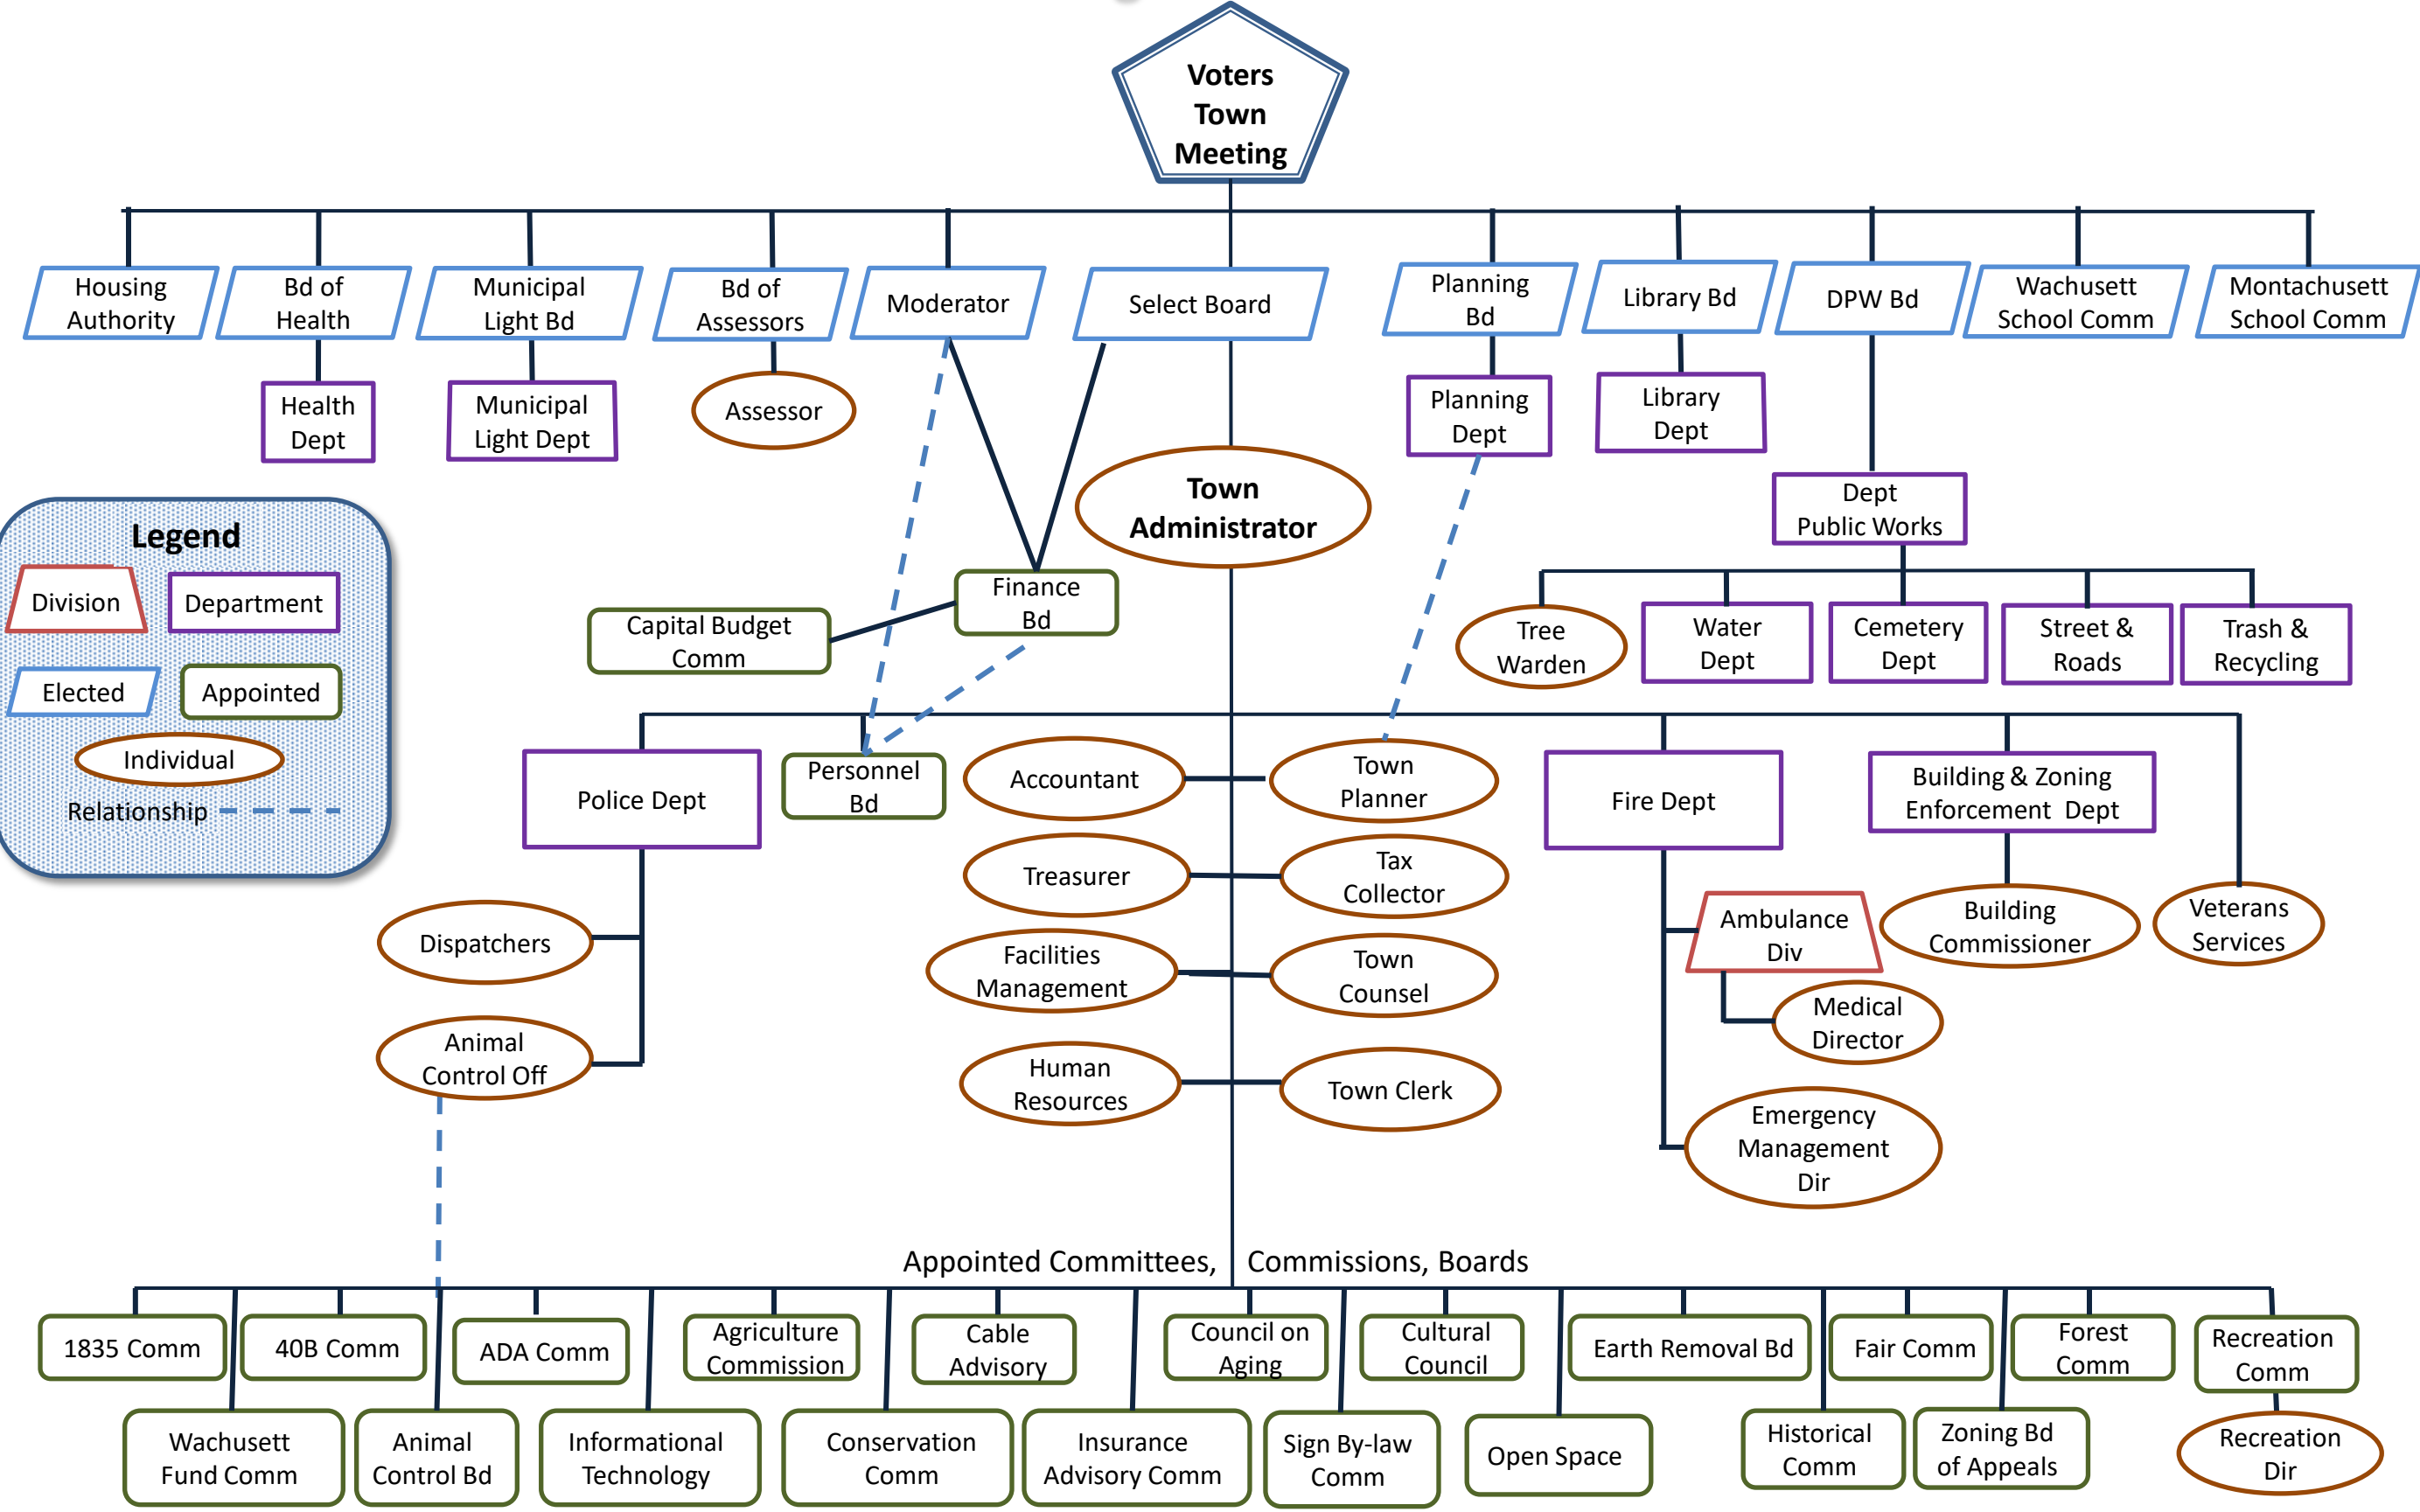 Voters
Town
Meeting
Housing
Authority
Bd of
Health
Municipal
Light Bd
Bd of
Assessors
Moderator
Select Board
Planning
Bd
Library Bd
DPW Bd
Wachusett
School Comm
Montachusett
School Comm
Health
Dept
Municipal
Light Dept
Assessor
Planning
Dept
Library
Dept
Town
Administrator
Dept
Public Works
Legend
Division
Department
Elected
Appointed
Individual
Relationship
Finance
Bd
Capital Budget
Comm
Tree
Warden
Water
Dept
Cemetery
Dept
Street &
Roads
Trash &
Recycling
Police Dept
Personnel
Bd
Accountant
Town
Planner
Fire Dept
Building & Zoning
Enforcement Dept
Treasurer
Tax
Collector
Dispatchers
Facilities
Management
Town
Counsel
Ambulance
Div
Building
Commissioner
Veterans
Services
Medical
Director
Animal
Control Off
Human
Resources
Town Clerk
Emergency
Management
Dir
Appointed Committees, Commissions, Boards
1835 Comm
40B Comm
ADA Comm
Agriculture
Commission
Cable
Advisory
Council on
Aging
Cultural
Council
Earth Removal Bd
Fair Comm
Forest
Comm
Recreation
Comm
Wachusett
Fund Comm
Animal
Control Bd
Informational
Technology
Conservation
Comm
Insurance
Advisory Comm
Sign By-law
Comm
Open Space
Historical
Comm
Zoning Bd
of Appeals
Recreation
Dir